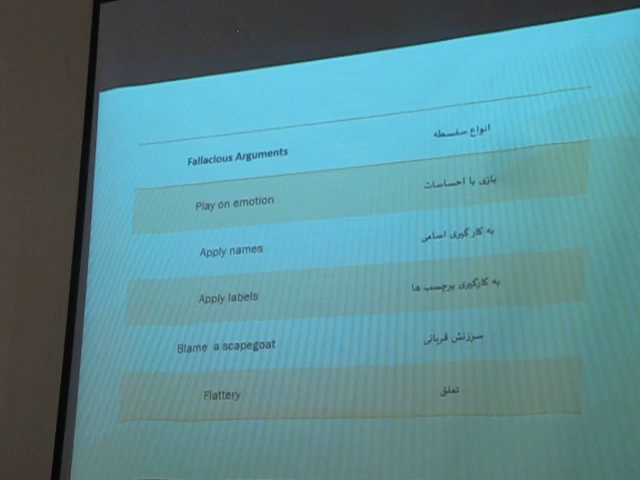 Fallacious Arguments انواع سفسطه
Play on emotion بازی با احساسات
Apply names به کارگیری اسامی
Apply labels به کارگیری برچسب ها
Blame a scapegoat سرزنش قربانی
Flattery تملق